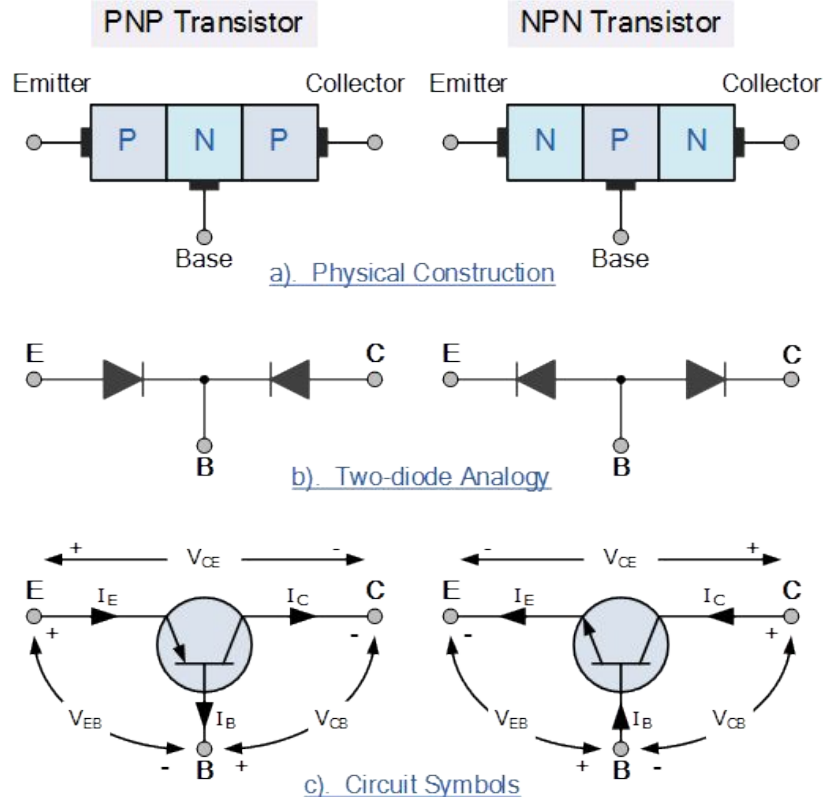 PNP Transistor NPN Transistor
Emitter Collector Emitter Collector
P N P N P N
Base Base
a). Physical Construction
E C E C
B B
b). Two-diode Analogy
+ VCE - - VCE +
E IE IC C E IE IC C
+ - - +
VEB IB VCB VEB IB VCB
- B + + B -
c). Circuit Symbols